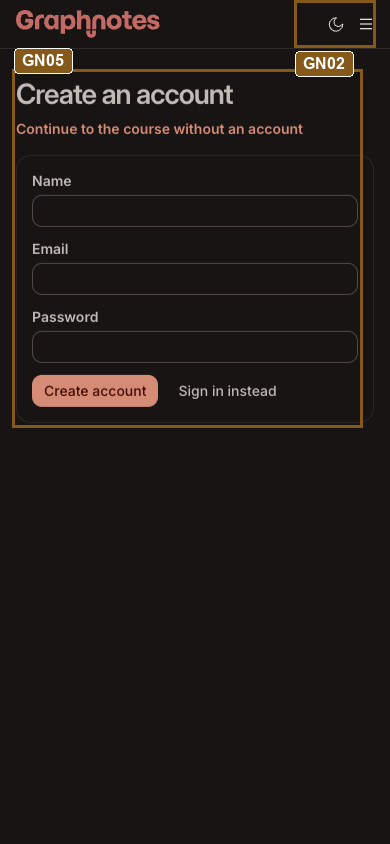 Graphnotes
GN05
GN02
Create an account
Continue to the course without an account
Name
Email
Password
Create account
Sign in instead